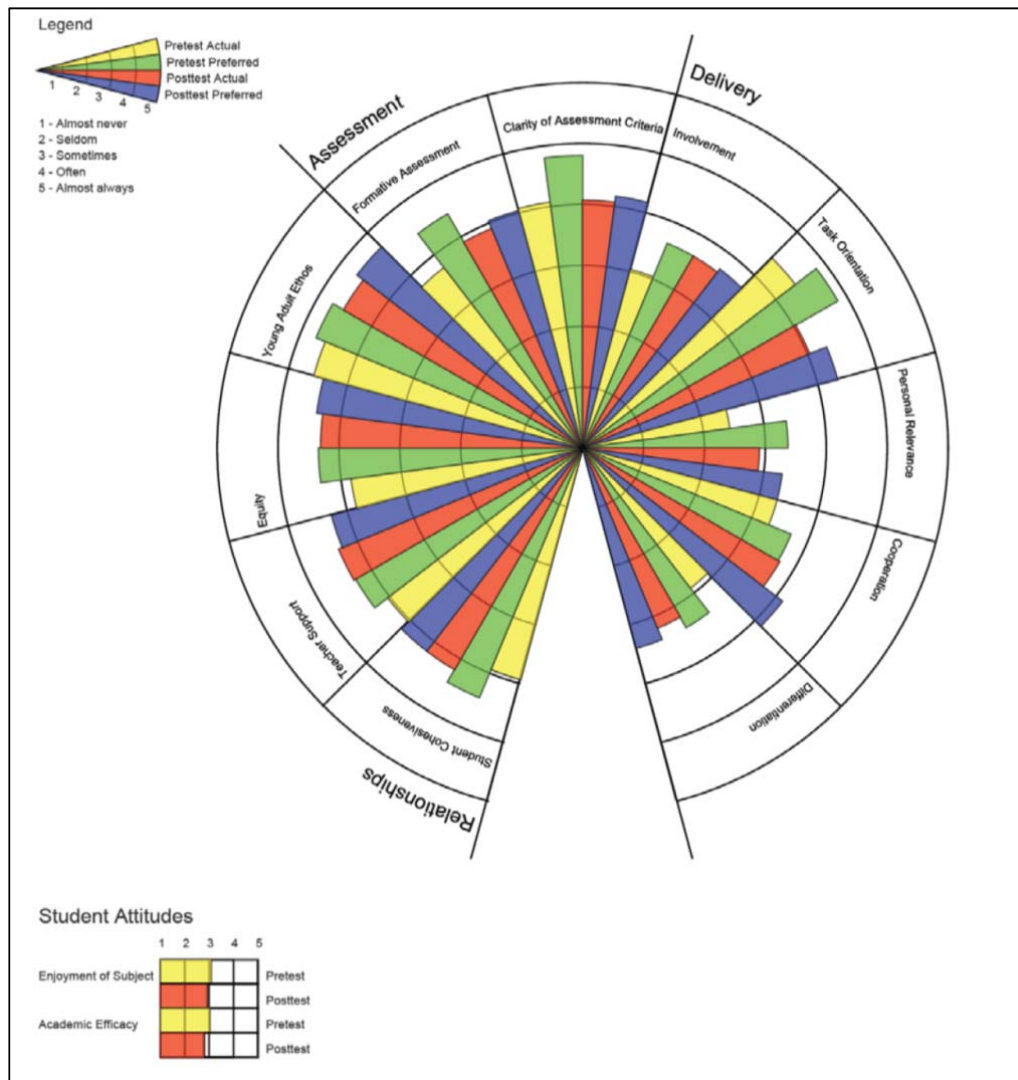 Legend
Pretest Actual
Pretest Preferred
Posttest Actual
Posttest Preferred
1 2 3 4 5
1 - Almost never
2 - Seldom
3 - Sometimes
4 - Often
5 - Almost always
Assessment
Delivery
Formative Assessment
Clarity of Assessment Criteria
Involvement
Task Orientation
Personal Relevance
Cooperation
Differentiation
Young Adult Ethos
Equity
Teacher Support
Student Cohesiveness
Relationships
Student Attitudes
1 2 3 4 5
Enjoyment of Subject Pretest
Posttest
Academic Efficacy Pretest
Posttest